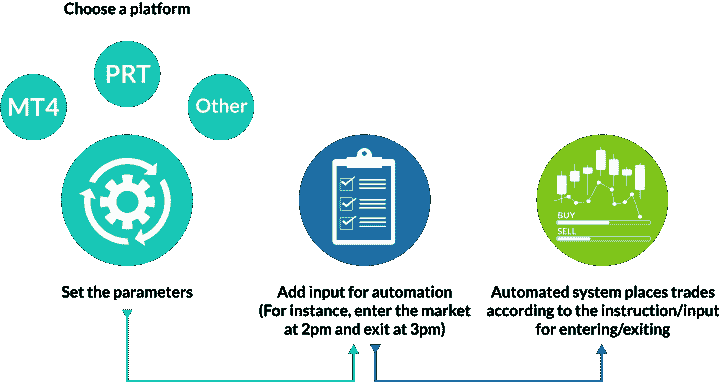 Choose a platform
PRT
MT4
Other
BUY
SELL
Set the parameters
Add input for automation
(For instance, enter the market
at 2pm and exit at 3pm)
Automated system places trades
according to the instruction/input
for entering/exiting